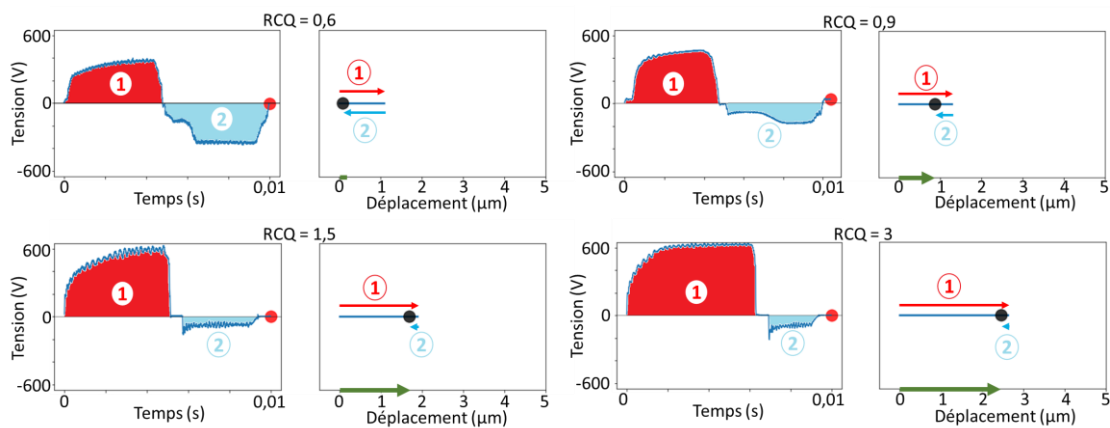 RCQ = 0,6
600
0
-600
Tension (V)
1
2
0
0,01
Temps (s)
1
2
0 1 2 3 4 5
Déplacement (µm)
RCQ = 0,9
600
0
-600
Tension (V)
1
2
0
0,01
Temps (s)
1
2
0 1 2 3 4 5
Déplacement (µm)
RCQ = 1,5
600
0
-600
Tension (V)
1
2
0
0,01
Temps (s)
1
2
0 1 2 3 4 5
Déplacement (µm)
RCQ = 3
600
0
-600
Tension (V)
1
2
0
0,01
Temps (s)
1
2
0 1 2 3 4 5
Déplacement (µm)